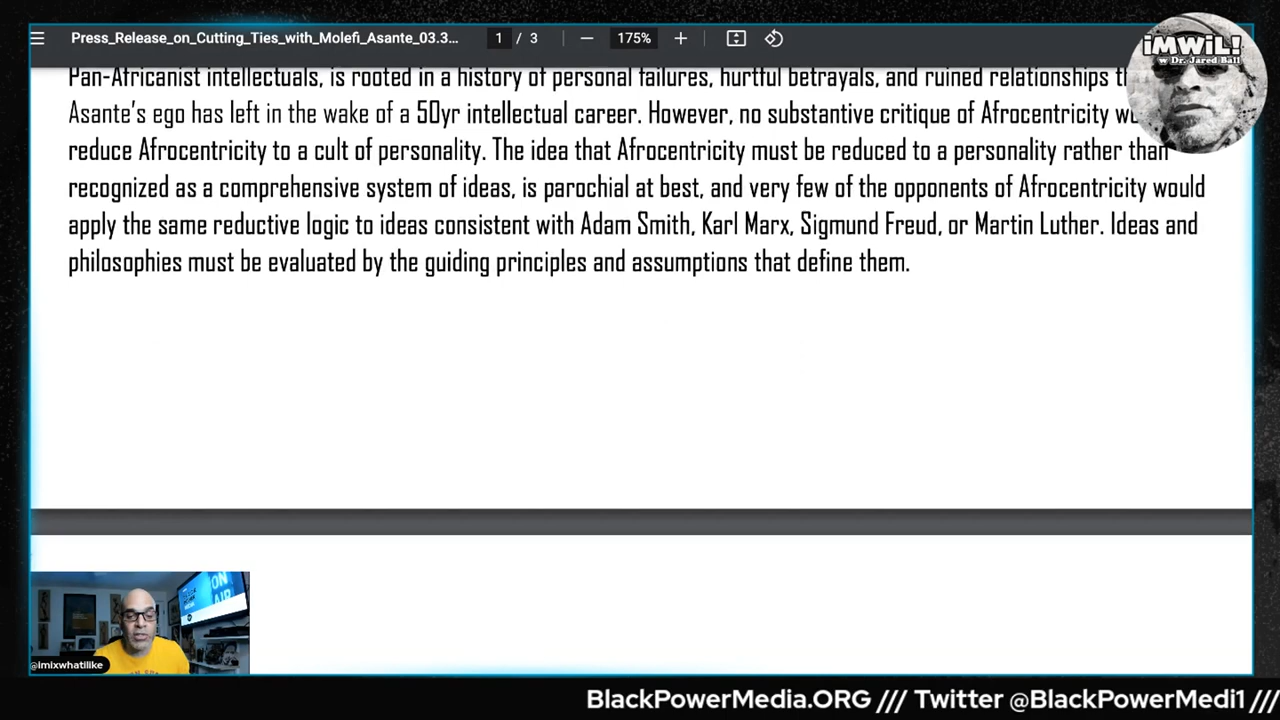 Press_Release_on_Cutting_Ties_with_Molefi_Asante_03.3...
1 / 3
175%
iMWiL!
w Dr. Jared Ball
Pan-Africanist intellectuals, is rooted in a history of personal failures, hurtful betrayals, and ruined relationships
Asante's ego has left in the wake of a 50yr intellectual career. However, no substantive critique of Afrocentricity
reduce Afrocentricity to a cult of personality. The idea that Afrocentricity must be reduced to a personality rather than
recognized as a comprehensive system of ideas, is parochial at best, and very few of the opponents of Afrocentricity would
apply the same reductive logic to ideas consistent with Adam Smith, Karl Marx, Sigmund Freud, or Martin Luther. Ideas and
philosophies must be evaluated by the guiding principles and assumptions that define them.
ON
AIR
@Imixwhatilike
BlackPowerMedia.ORG /// Twitter @BlackPowerMedi1 ///